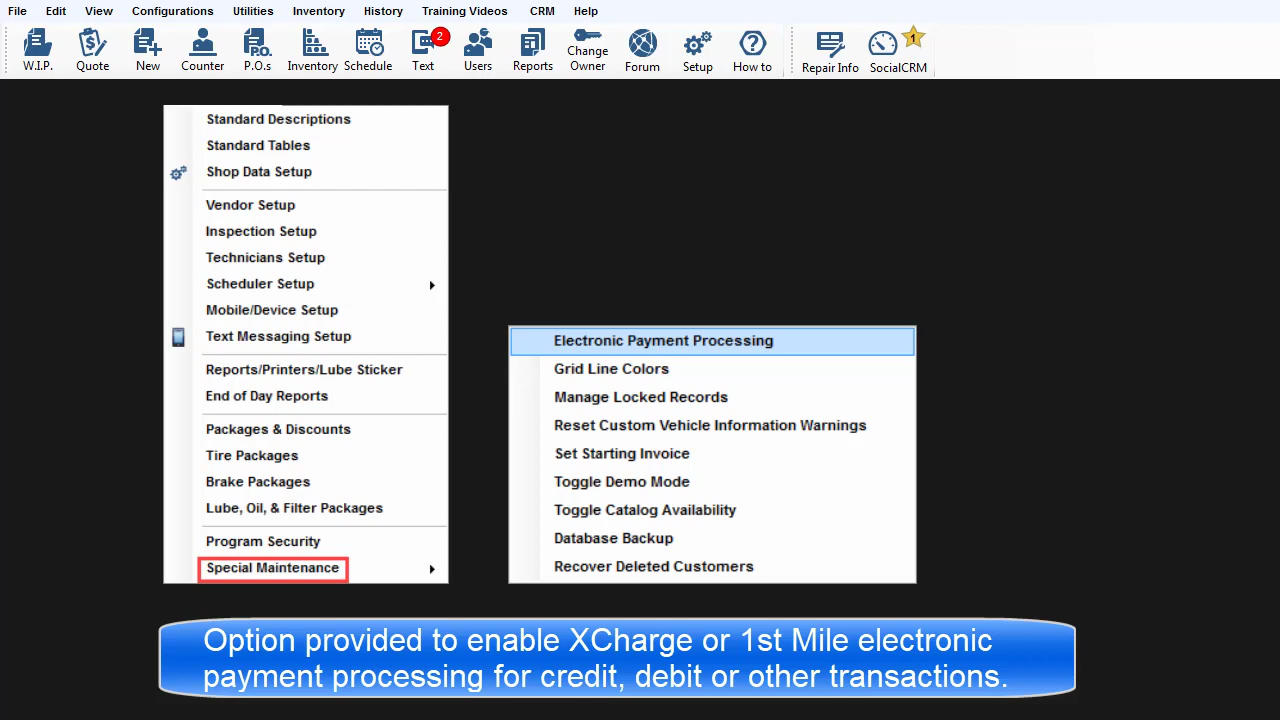 File Edit View Configurations Utilities Inventory History Training Videos CRM Help
2
1
W.I.P. Quote New Counter P.O.s Inventory Schedule Text Users Reports Change Owner Forum Setup How to Repair Info SocialCRM
P.O.
Standard Descriptions
Standard Tables
Shop Data Setup
Vendor Setup
Inspection Setup
Technicians Setup
Scheduler Setup
Mobile/Device Setup
Text Messaging Setup
Reports/Printers/Lube Sticker
End of Day Reports
Packages & Discounts
Tire Packages
Brake Packages
Lube, Oil, & Filter Packages
Program Security
Special Maintenance
Electronic Payment Processing
Grid Line Colors
Manage Locked Records
Reset Custom Vehicle Information Warnings
Set Starting Invoice
Toggle Demo Mode
Toggle Catalog Availability
Database Backup
Recover Deleted Customers
Option provided to enable XCharge or 1st Mile electronic
payment processing for credit, debit or other transactions.